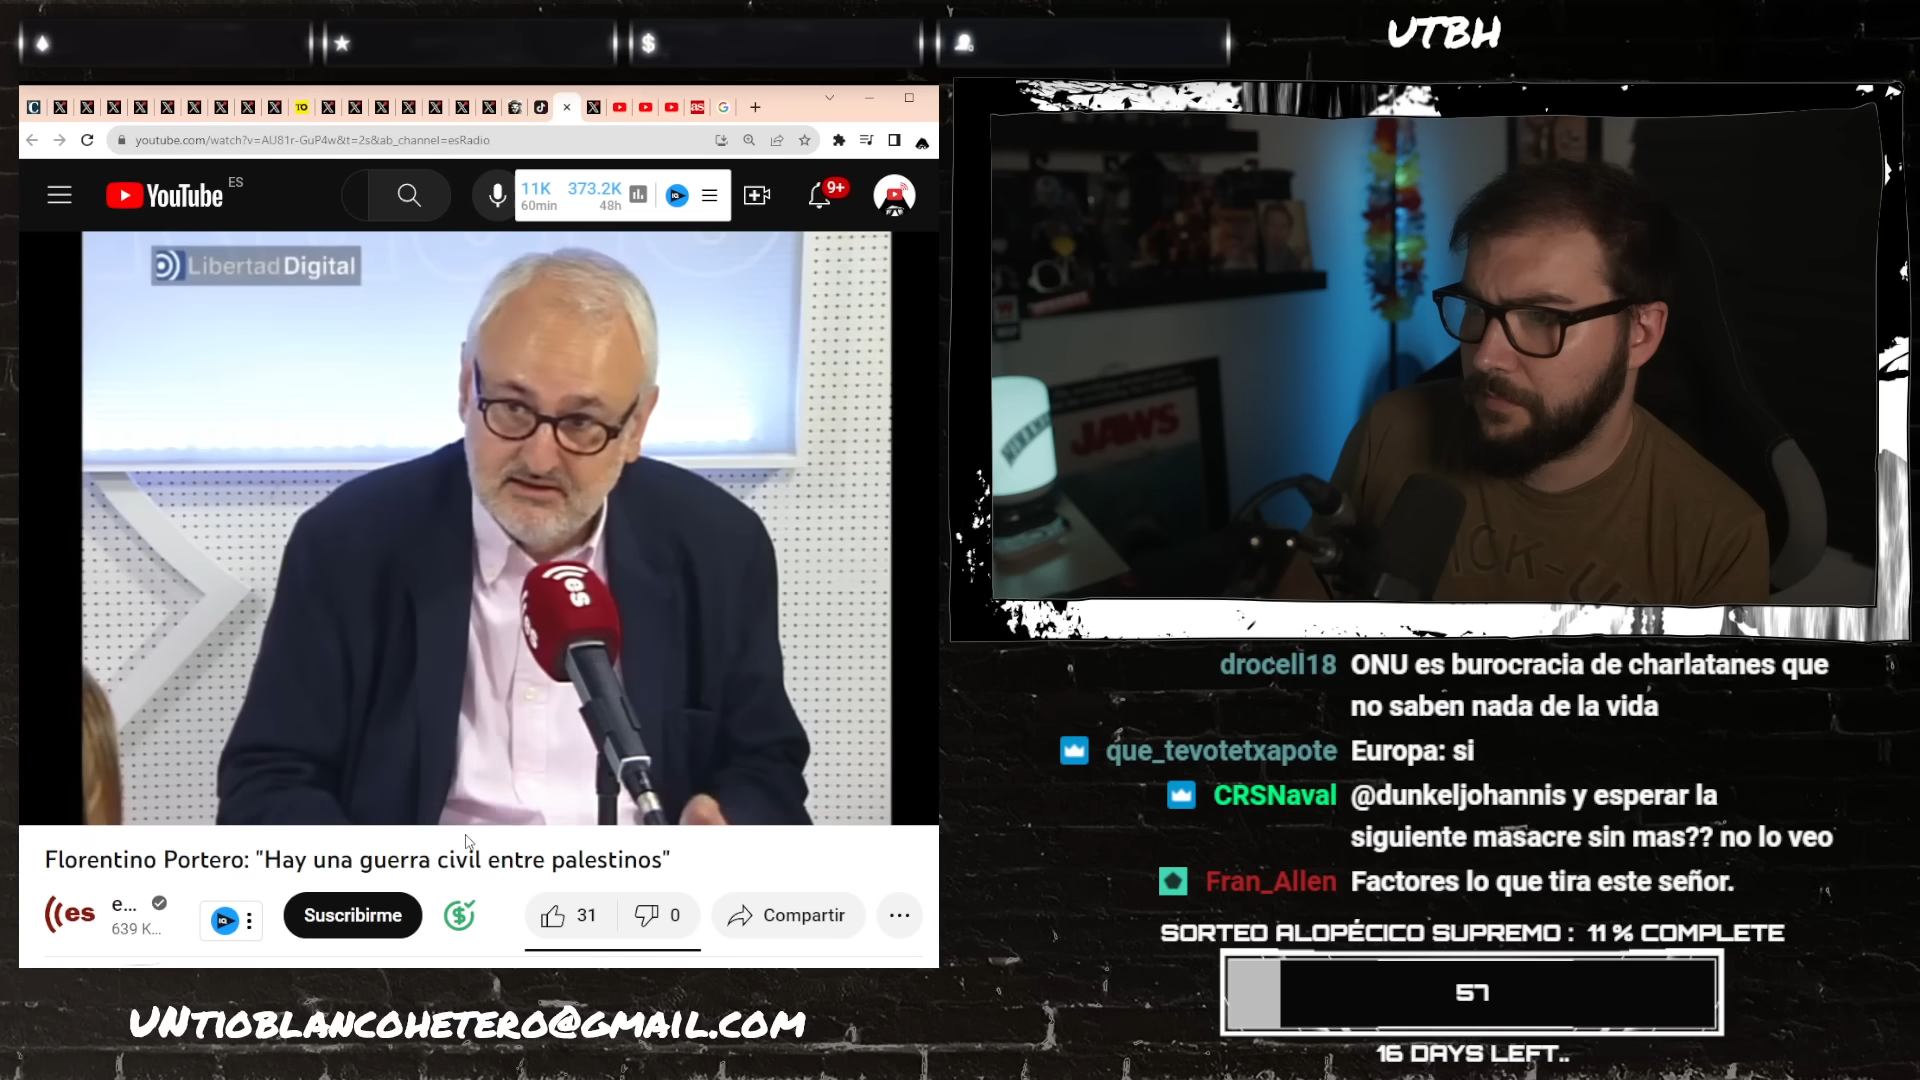 UTBH
youtube.com/watch?v=AU81r-GuP4w&t=2s&ab_channel=esRadio
YouTube ES
11K 373.2K
60min 48h
9+
Libertad Digital
es
JAWS
Florentino Portero: "Hay una guerra civil entre palestinos"
es e...
639 K...
Suscribirme
31
0
Compartir
drocell18 ONU es burocracia de charlatanes que
no saben nada de la vida
que_tevotetxapote Europa: si
CRSNaval @dunkeljohannis y esperar la
siguiente masacre sin mas?? no lo veo
Fran_Allen Factores lo que tira este señor.
SORTEO ALOPÉCICO SUPREMO : 11 % COMPLETE
57
16 DAYS LEFT..
UNTIOBLANCOHETERO@GMAIL.COM